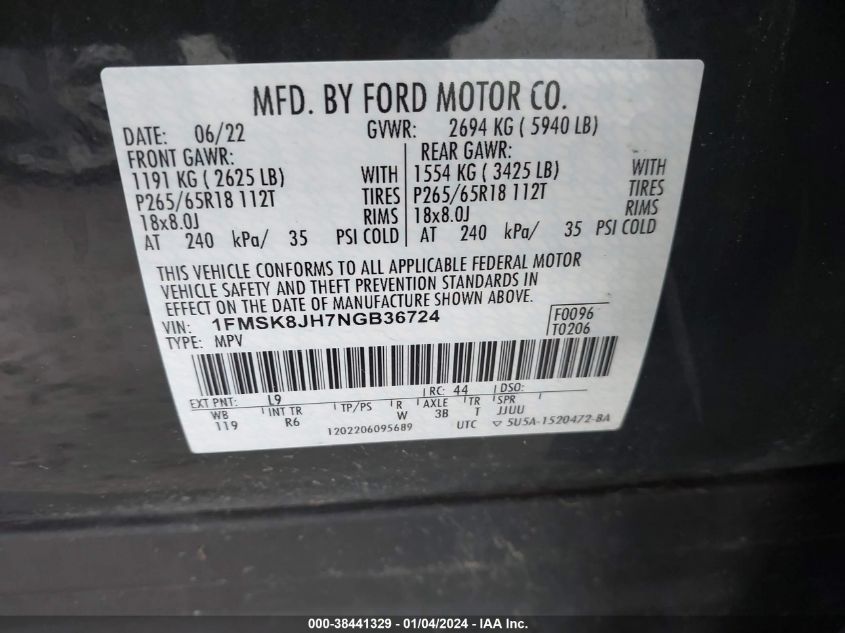 MFD. BY FORD MOTOR CO.
DATE: 06/22 GVWR: 2694 KG ( 5940 LB)
FRONT GAWR: REAR GAWR:
1191 KG ( 2625 LB) WITH 1554 KG ( 3425 LB) WITH
P265/65R18 112T TIRES P265/65R18 112T TIRES
18x8.0J RIMS 18x8.0J RIMS
AT 240 kPa/ 35 PSI COLD AT 240 kPa/ 35 PSI COLD
THIS VEHICLE CONFORMS TO ALL APPLICABLE FEDERAL MOTOR
VEHICLE SAFETY AND THEFT PREVENTION STANDARDS IN
EFFECT ON THE DATE OF MANUFACTURE SHOWN ABOVE.
VIN: 1FMSK8JH7NGB36724 F0096
TYPE: MPV T0206
EXT PNT: L9 RC: 44 DSO:
WB INT TR TP/PS R AXLE TR SPR
119 R6 W 3B T JJUU
1202206095689 UTC ▽ 5U5A-1520472-BA
000-38441329 - 01/04/2024 - IAA Inc.